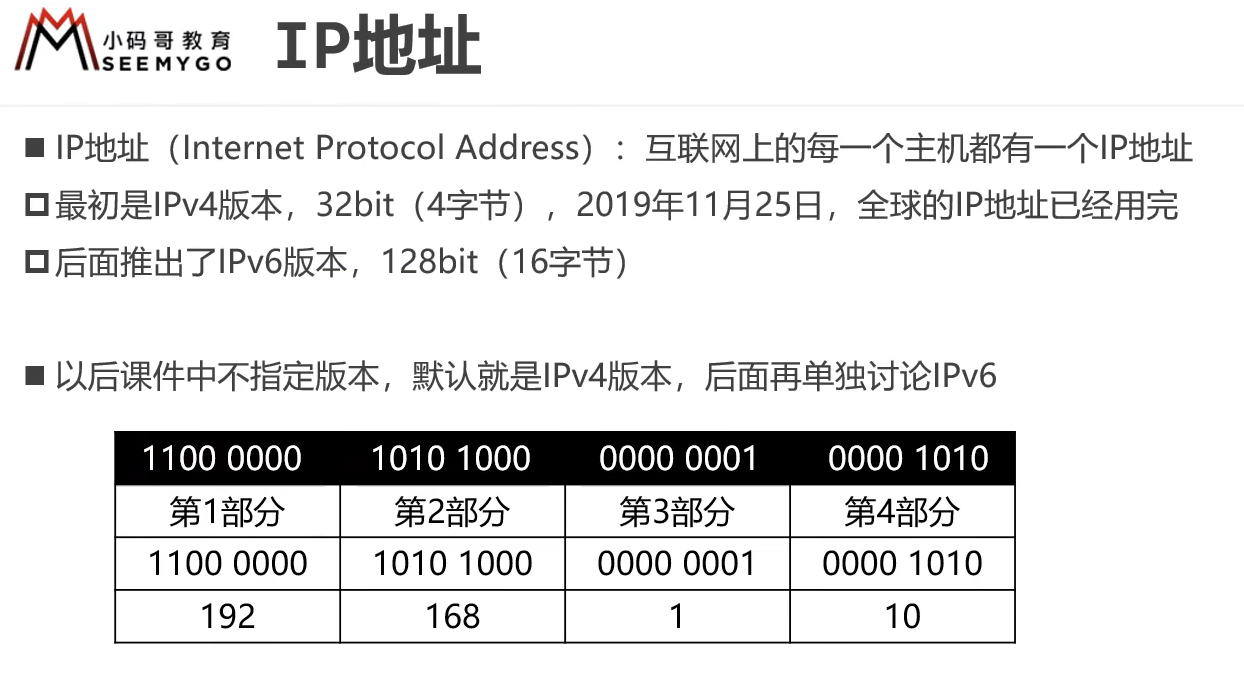 小码哥教育
SEEMYGO
IP地址
■ IP地址（Internet Protocol Address）：互联网上的每一个主机都有一个IP地址
□ 最初是IPv4版本，32bit（4字节），2019年11月25日，全球的IP地址已经用完
□ 后面推出了IPv6版本，128bit（16字节）
■ 以后课件中不指定版本，默认就是IPv4版本，后面再单独讨论IPv6
1100 0000 1010 1000 0000 0001 0000 1010
第1部分 第2部分 第3部分 第4部分
1100 0000 1010 1000 0000 0001 0000 1010
192 168 1 10